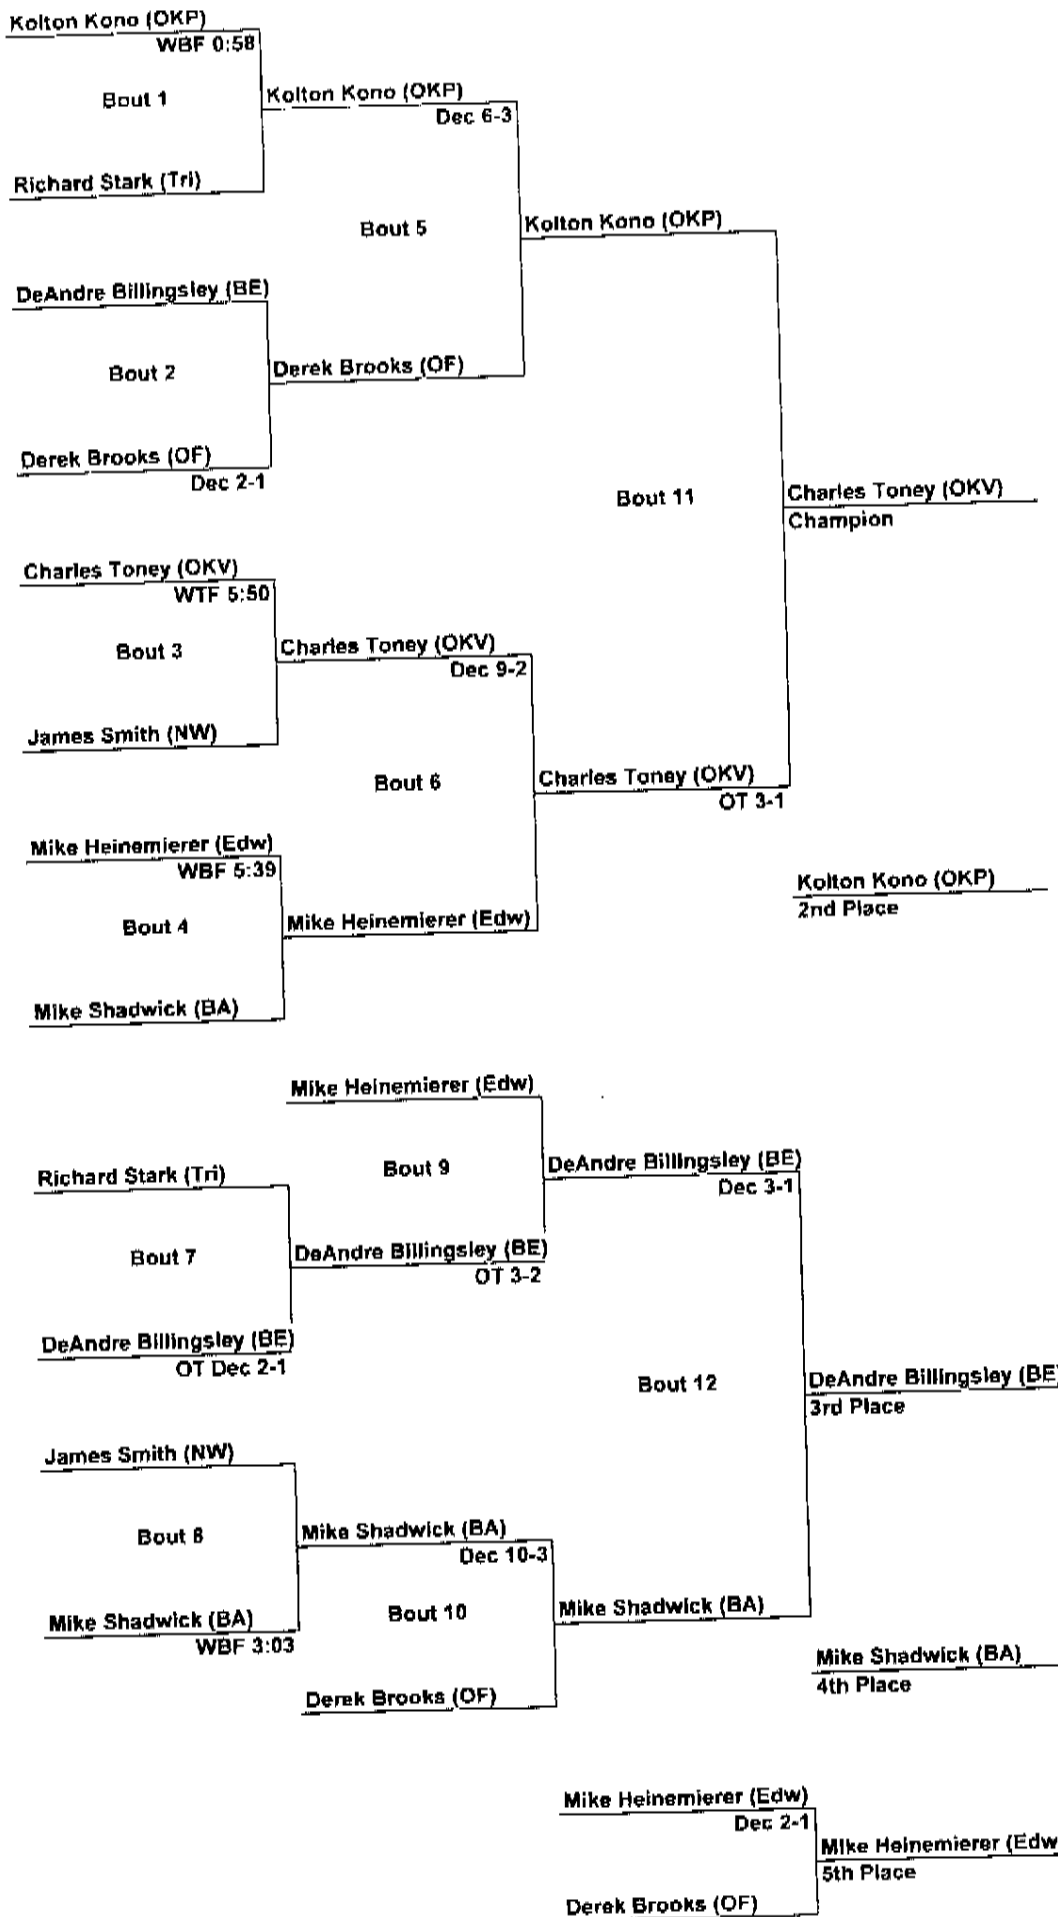 Kolton Kono (OKP)
WBF 0:58
Bout 1
Kolton Kono (OKP)
Dec 6-3
Richard Stark (Tri)
Bout 5
Kolton Kono (OKP)
DeAndre Billingsley (BE)
Bout 2
Derek Brooks (OF)
Derek Brooks (OF)
Dec 2-1
Bout 11
Charles Toney (OKV)
Champion
Charles Toney (OKV)
WTF 5:50
Bout 3
Charles Toney (OKV)
Dec 9-2
James Smith (NW)
Bout 6
Charles Toney (OKV)
OT 3-1
Mike Heinemierer (Edw)
WBF 5:39
Kolton Kono (OKP)
2nd Place
Bout 4
Mike Heinemierer (Edw)
Mike Shadwick (BA)
Mike Heinemierer (Edw)
Bout 9
DeAndre Billingsley (BE)
Dec 3-1
Richard Stark (Tri)
Bout 7
DeAndre Billingsley (BE)
OT 3-2
DeAndre Billingsley (BE)
OT Dec 2-1
Bout 12
DeAndre Billingsley (BE)
3rd Place
James Smith (NW)
Bout 8
Mike Shadwick (BA)
Dec 10-3
Mike Shadwick (BA)
WBF 3:03
Bout 10
Mike Shadwick (BA)
Derek Brooks (OF)
Mike Shadwick (BA)
4th Place
Mike Heinemierer (Edw)
Dec 2-1
Mike Heinemierer (Edw
5th Place
Derek Brooks (OF)